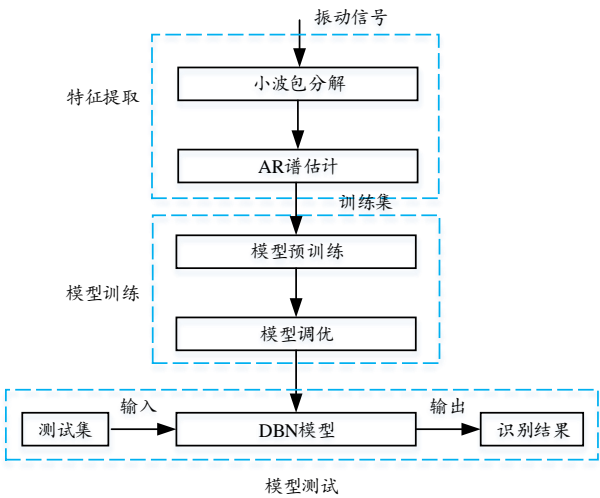 振动信号
特征提取
小波包分解
AR谱估计
训练集
模型预训练
模型训练
模型调优
输入
输出
测试集
DBN模型
识别结果
模型测试